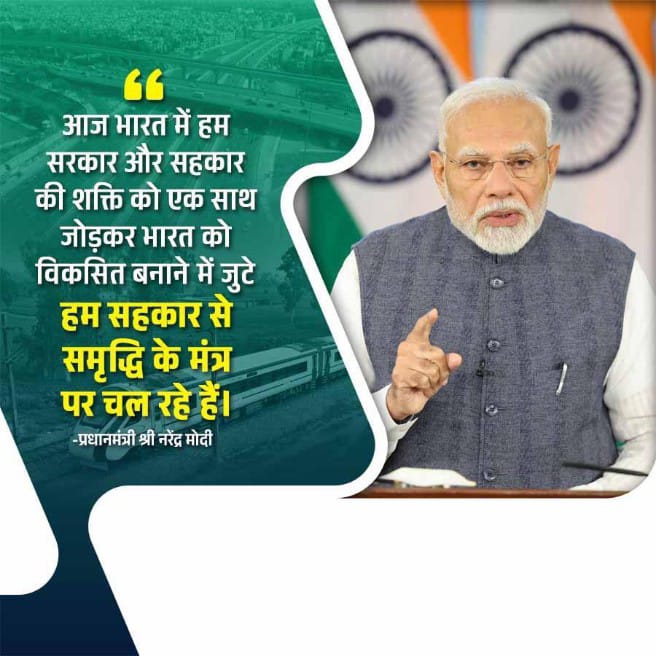 आज भारत में हम
सरकार और सहकार
की शक्ति को एक साथ
जोड़कर भारत को
विकसित बनाने में जुटे
हम सहकार से
समृद्धि के मंत्र
पर चल रहे हैं।
-प्रधानमंत्री श्री नरेंद्र मोदी